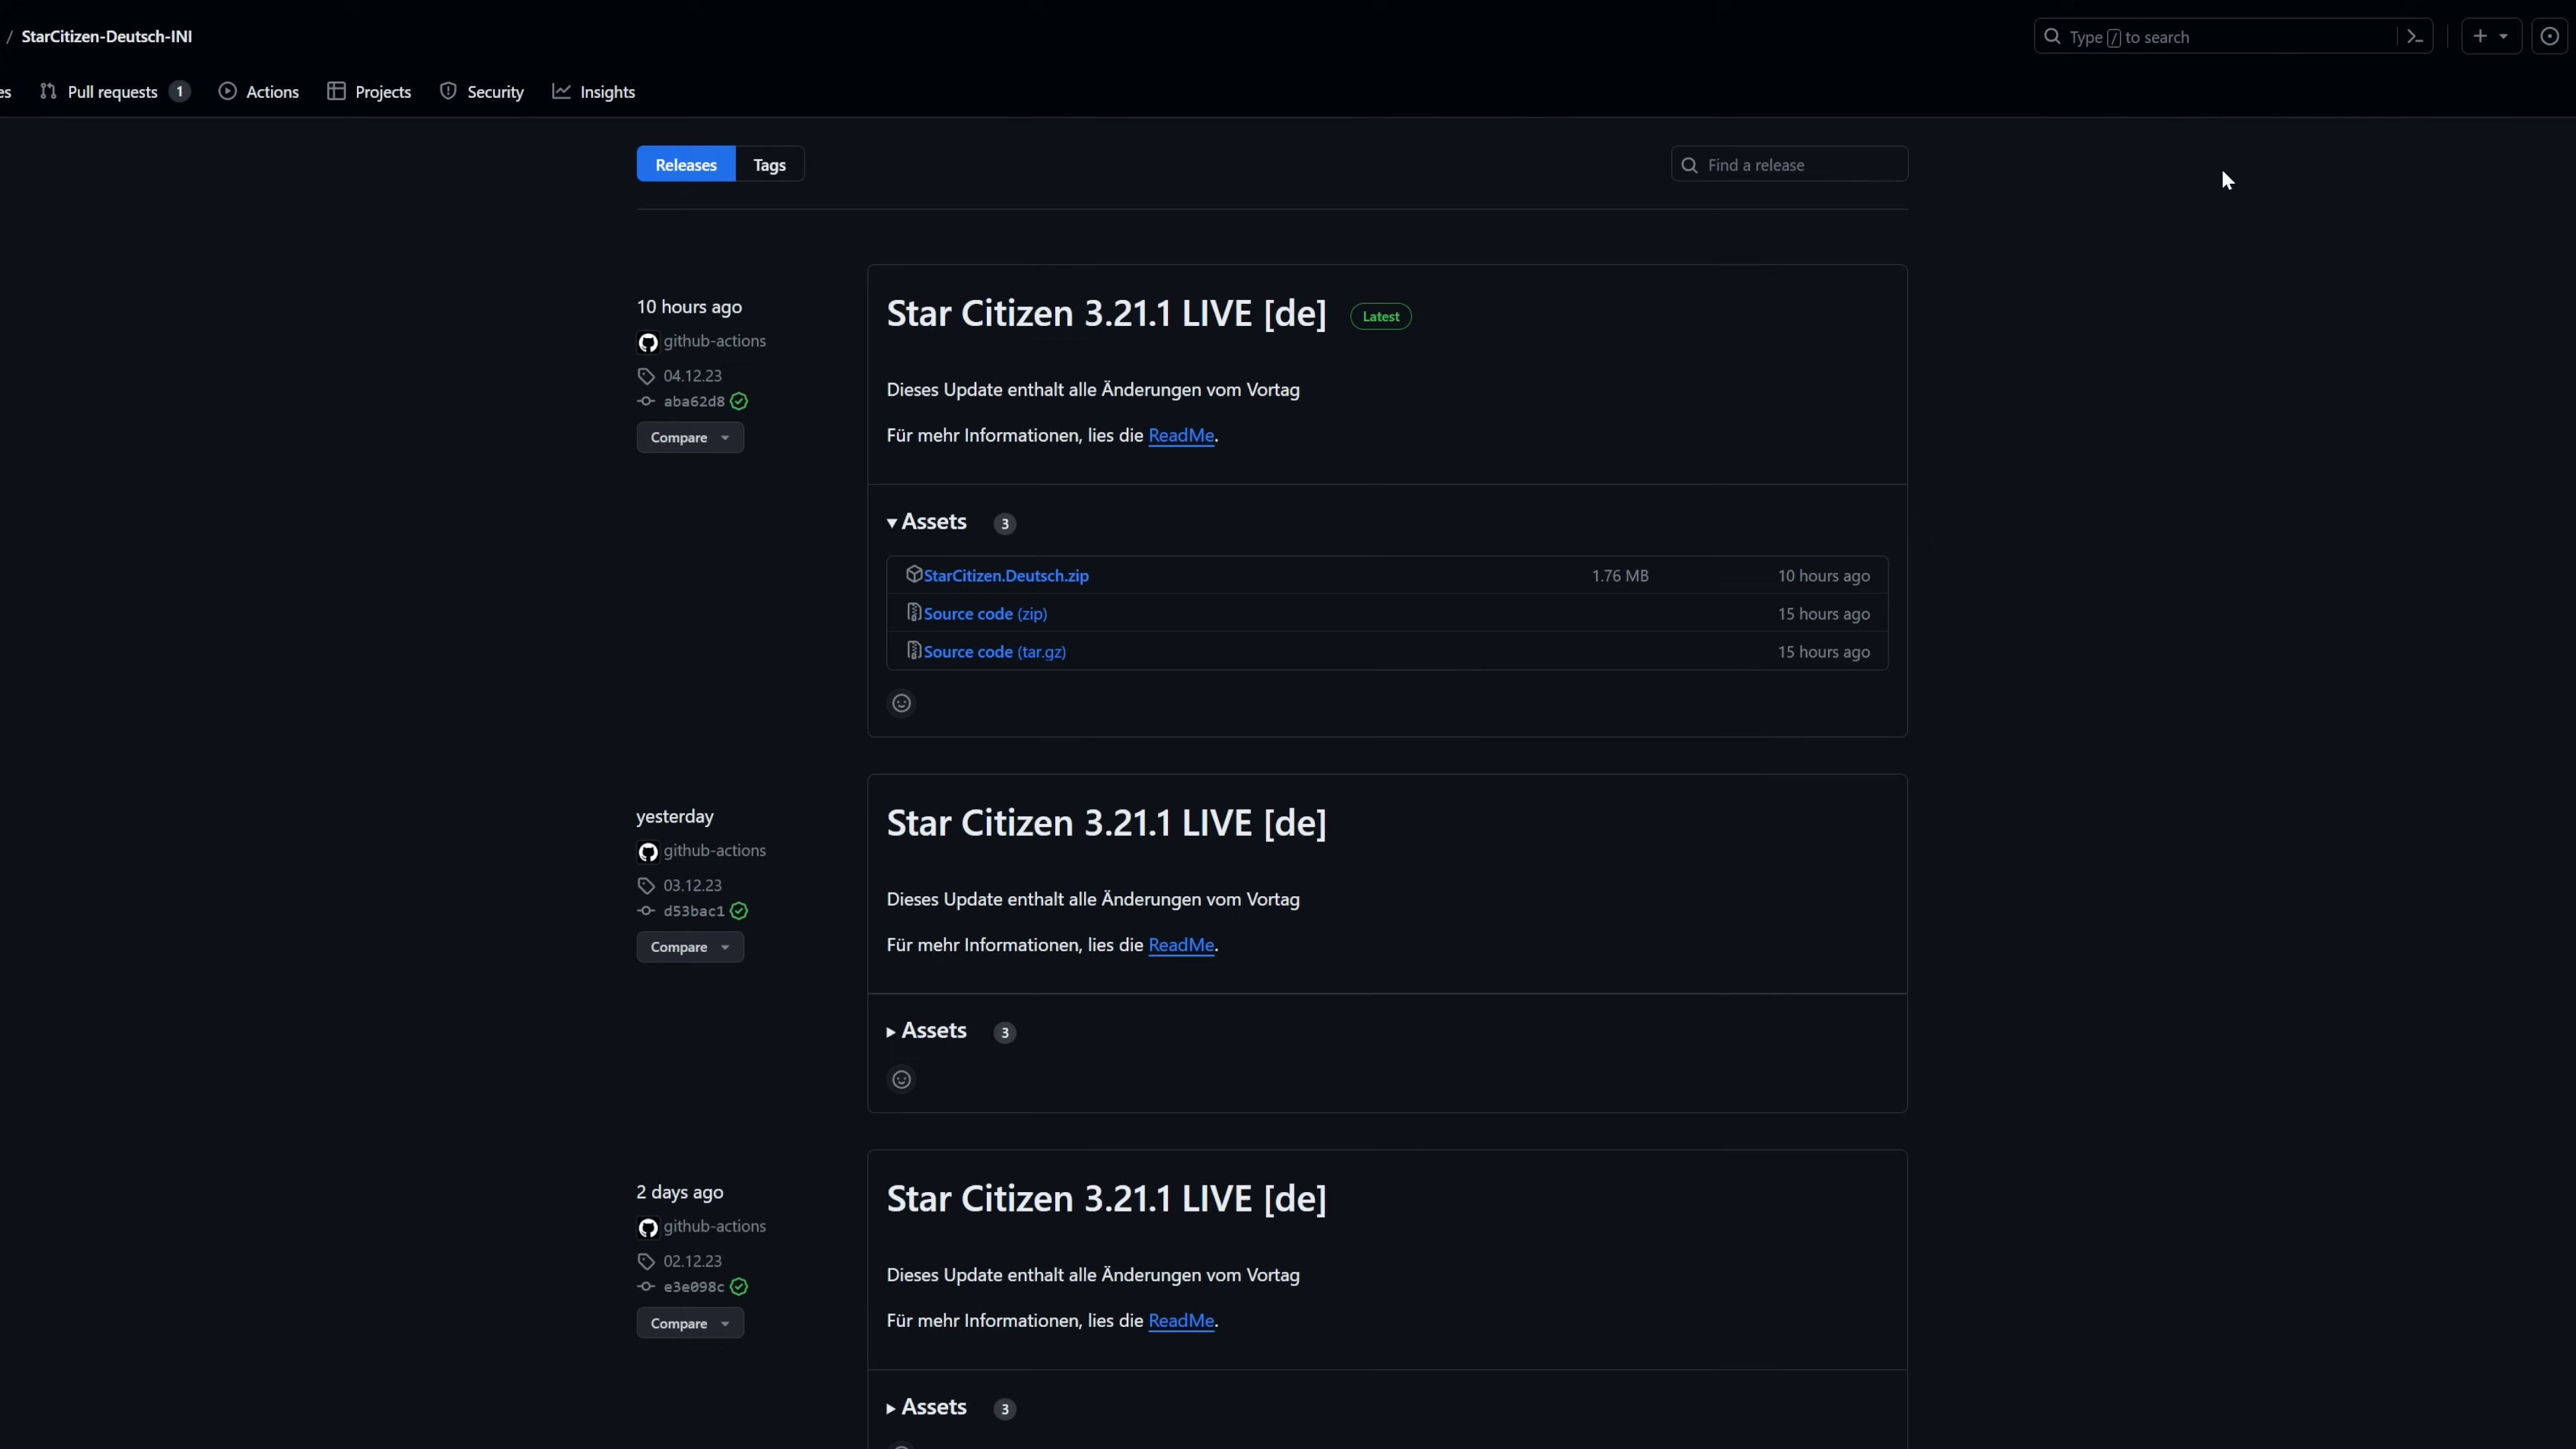 / StarCitizen-Deutsch-INI
Type / to search
es Pull requests 1 Actions Projects Security Insights
Releases Tags
Find a release
10 hours ago
github-actions
04.12.23
aba62d8
Compare
Star Citizen 3.21.1 LIVE [de] Latest
Dieses Update enthalt alle Änderungen vom Vortag
Für mehr Informationen, lies die ReadMe.
Assets 3
StarCitizen.Deutsch.zip 1.76 MB 10 hours ago
Source code (zip) 15 hours ago
Source code (tar.gz) 15 hours ago
yesterday
github-actions
03.12.23
d53bac1
Compare
Star Citizen 3.21.1 LIVE [de]
Dieses Update enthalt alle Änderungen vom Vortag
Für mehr Informationen, lies die ReadMe.
Assets 3
2 days ago
github-actions
02.12.23
e3e098c
Compare
Star Citizen 3.21.1 LIVE [de]
Dieses Update enthalt alle Änderungen vom Vortag
Für mehr Informationen, lies die ReadMe.
Assets 3